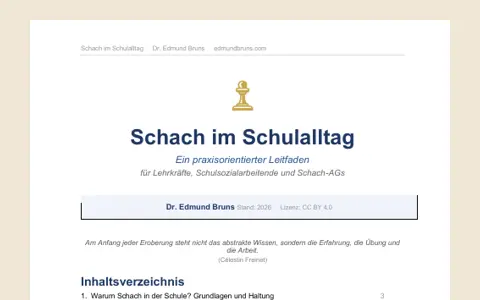 Schach im Schulalltag Dr. Edmund Bruns edmundbruns.com
Schach im Schulalltag
Ein praxisorientierter Leitfaden
für Lehrkräfte, Schulsozialarbeitende und Schach-AGs
Dr. Edmund Bruns Stand: 2026 Lizenz: CC BY 4.0
Am Anfang jeder Eroberung steht nicht das abstrakte Wissen, sondern die Erfahrung, die Übung und
die Arbeit.
(Célestin Freinet)
Inhaltsverzeichnis
1. Warum Schach in der Schule? Grundlagen und Haltung 3